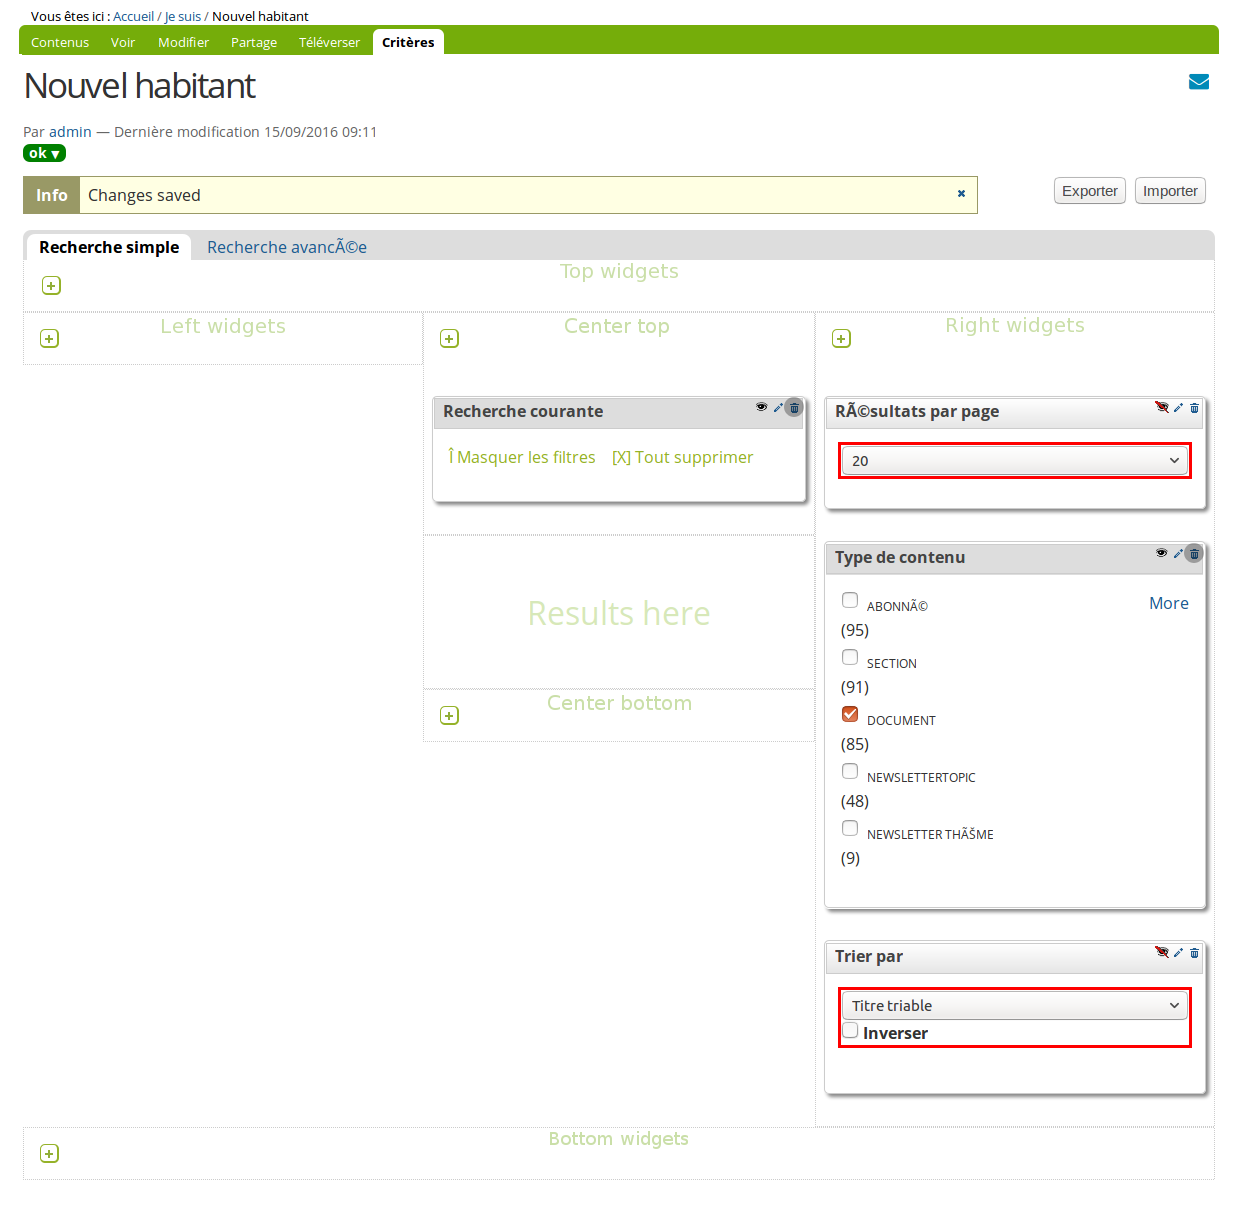 Vous êtes ici : Accueil / Je suis / Nouvel habitant
Contenus Voir Modifier Partage Téléverser Critères
Nouvel habitant
Par admin — Dernière modification 15/09/2016 09:11
ok ▼
Info Changes saved
Exporter Importer
Recherche simple Recherche avancÃ©e
Top widgets
Left widgets
Center top
Right widgets
Recherche courante
Î Masquer les filtres [X] Tout supprimer
Results here
Center bottom
RÃ©sultats par page
20
Type de contenu
More
ABONNÃ©
(95)
SECTION
(91)
DOCUMENT
(85)
NEWSLETTERTOPIC
(48)
NEWSLETTER THÃŠME
(9)
Trier par
Titre triable
Inverser
Bottom widgets